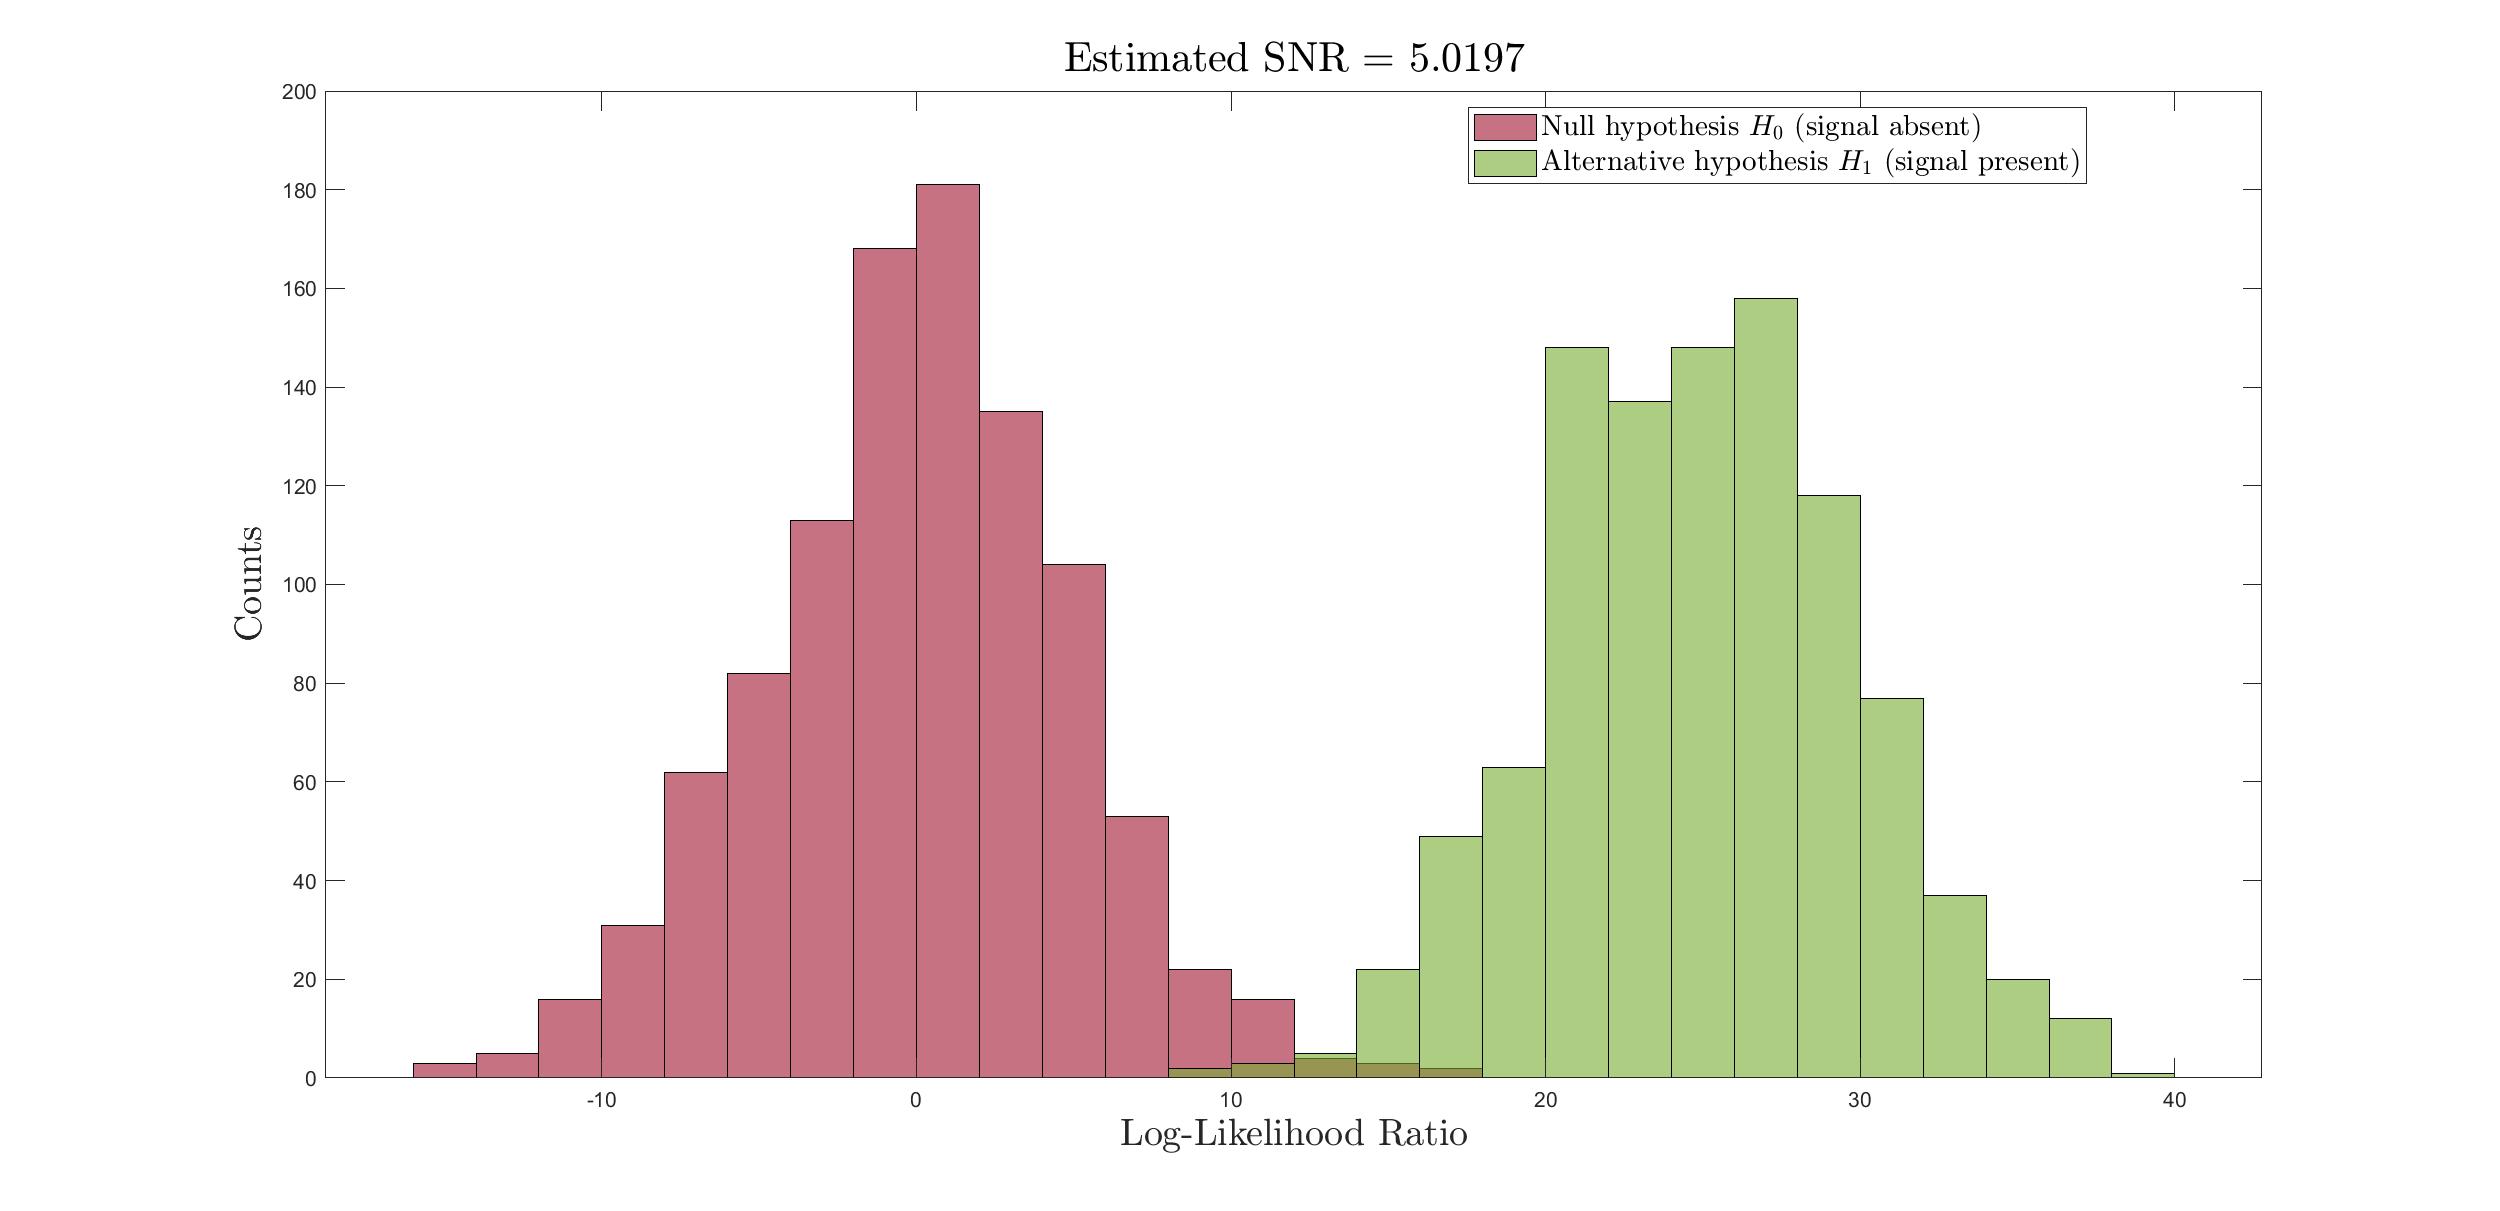 Estimated SNR = 5.0197
Null hypothesis H₀ (signal absent)
Alternative hypothesis H₁ (signal present)
Counts
200
180
160
140
120
100
80
60
40
20
0
-10 0 10 20 30 40
Log-Likelihood Ratio